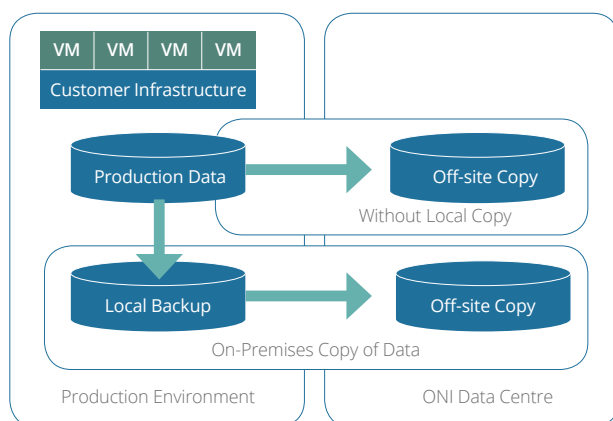 VM VM VM VM
Customer Infrastructure
Production Data
Off-site Copy
Without Local Copy
Local Backup
Off-site Copy
On-Premises Copy of Data
Production Environment
ONI Data Centre